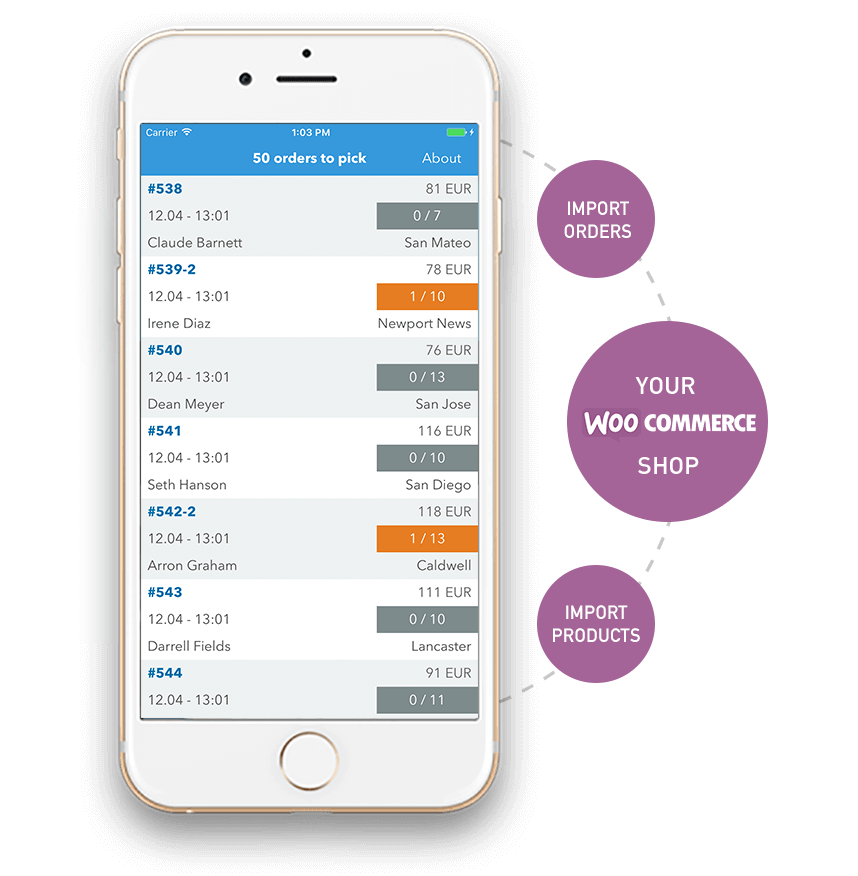 Carrier 1:03 PM
50 orders to pick About
#538 81 EUR
12.04 - 13:01 0 / 7
Claude Barnett San Mateo
#539-2 78 EUR
12.04 - 13:01 1 / 10
Irene Diaz Newport News
#540 76 EUR
12.04 - 13:01 0 / 13
Dean Meyer San Jose
#541 116 EUR
12.04 - 13:01 0 / 10
Seth Hanson San Diego
#542-2 118 EUR
12.04 - 13:01 1 / 13
Arron Graham Caldwell
#543 111 EUR
12.04 - 13:01 0 / 10
Darrell Fields Lancaster
#544 91 EUR
12.04 - 13:01 0 / 11
IMPORT
ORDERS
YOUR
WOO COMMERCE
SHOP
IMPORT
PRODUCTS